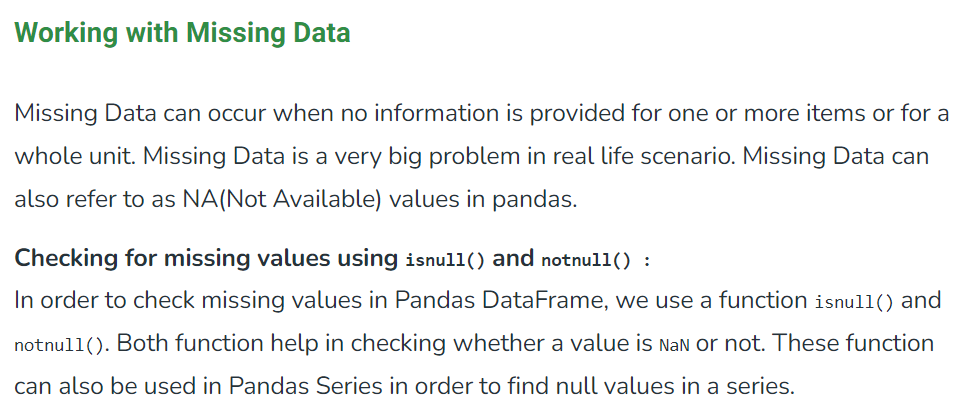 Working with Missing Data
Missing Data can occur when no information is provided for one or more items or for a
whole unit. Missing Data is a very big problem in real life scenario. Missing Data can
also refer to as NA(Not Available) values in pandas.
Checking for missing values using isnull() and notnull() :
In order to check missing values in Pandas DataFrame, we use a function isnull() and
notnull(). Both function help in checking whether a value is NaN or not. These function
can also be used in Pandas Series in order to find null values in a series.